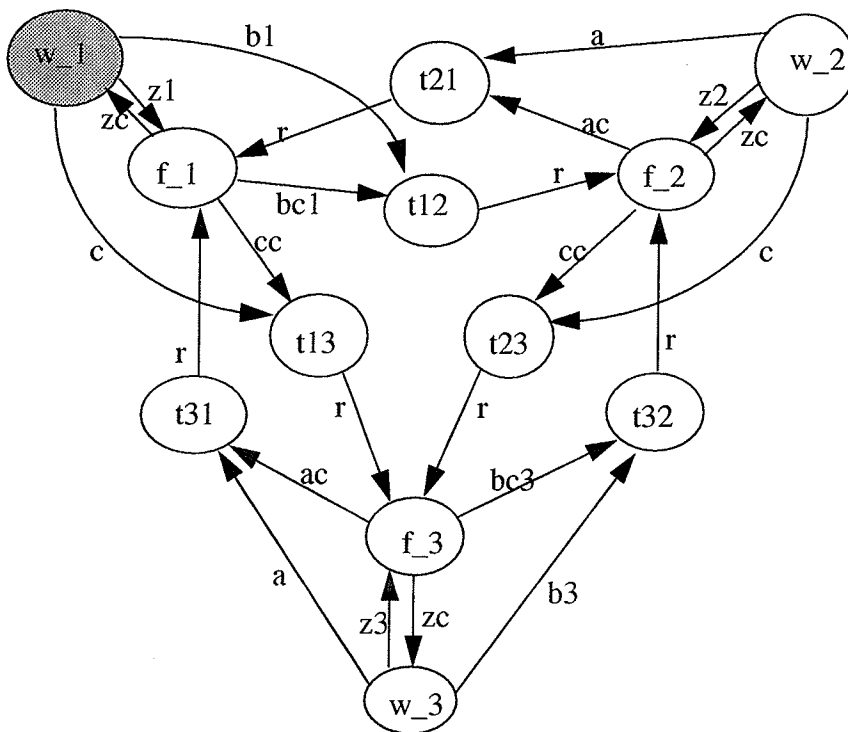 w_1
b1
a
w_2
t21
z1
zc
z2
zc
r
ac
f_1
bc1
t12
r
f_2
c
cc
cc
c
t13
t23
r
r
r
r
t31
t32
ac
bc3
f_3
a
b3
z3
zc
w_3